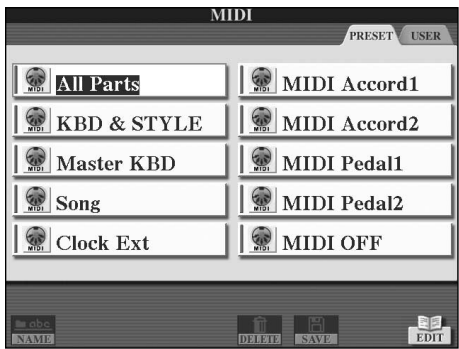 MIDI
PRESET USER
All Parts
KBD & STYLE
Master KBD
Song
Clock Ext
MIDI Accord1
MIDI Accord2
MIDI Pedal1
MIDI Pedal2
MIDI OFF
abc
NAME
DELETE
SAVE
EDIT